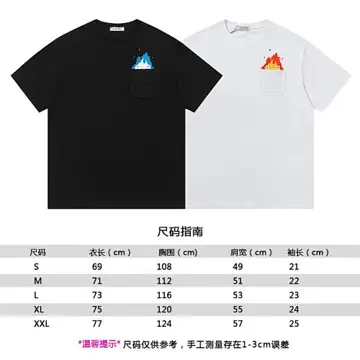 尺码指南
尺码 衣长（cm） 胸围(cm） 肩宽（cm） 袖长（cm）
S 69 108 49 21
M 71 112 51 22
L 73 116 53 23
XL 75 120 55 24
XXL 77 124 57 25
*温馨提示* 尺码仅供参考，手工测量存在1-3cm误差